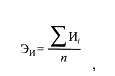 Э_И = ∑И_i / n ,